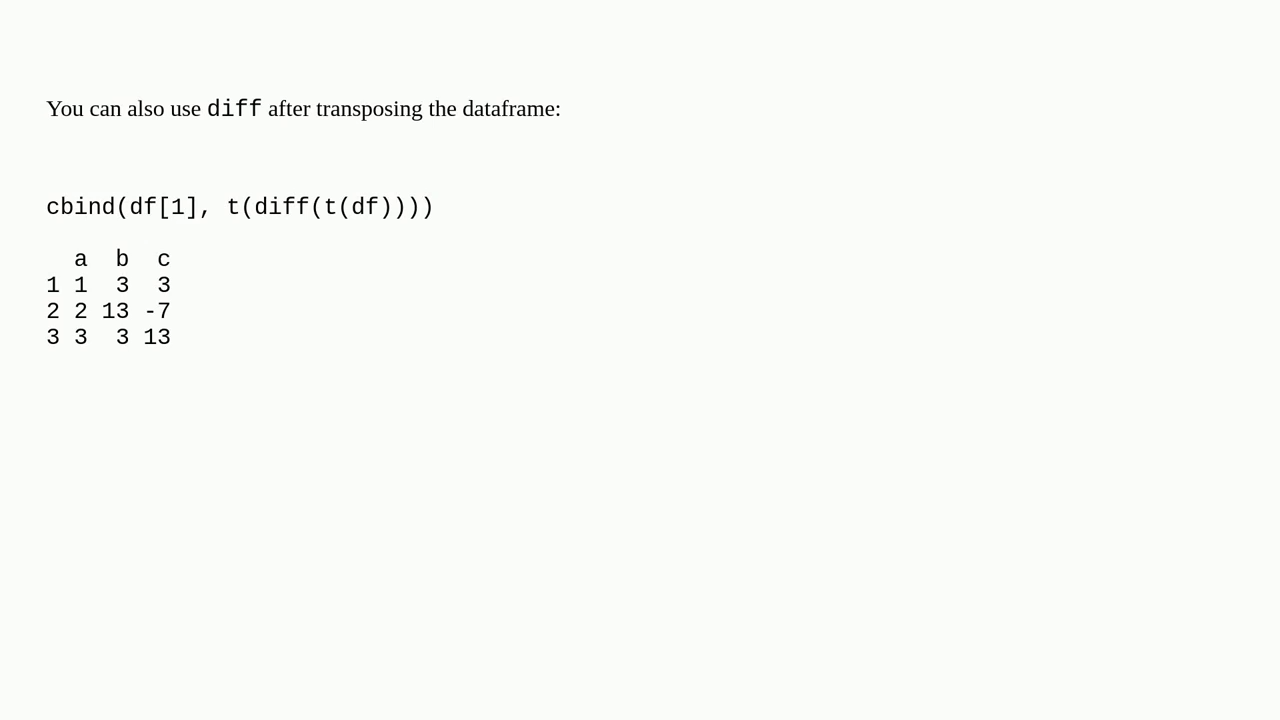 You can also use diff after transposing the dataframe:
cbind(df[1], t(diff(t(df))))
  a  b  c
1 1  3  3
2 2 13 -7
3 3  3 13